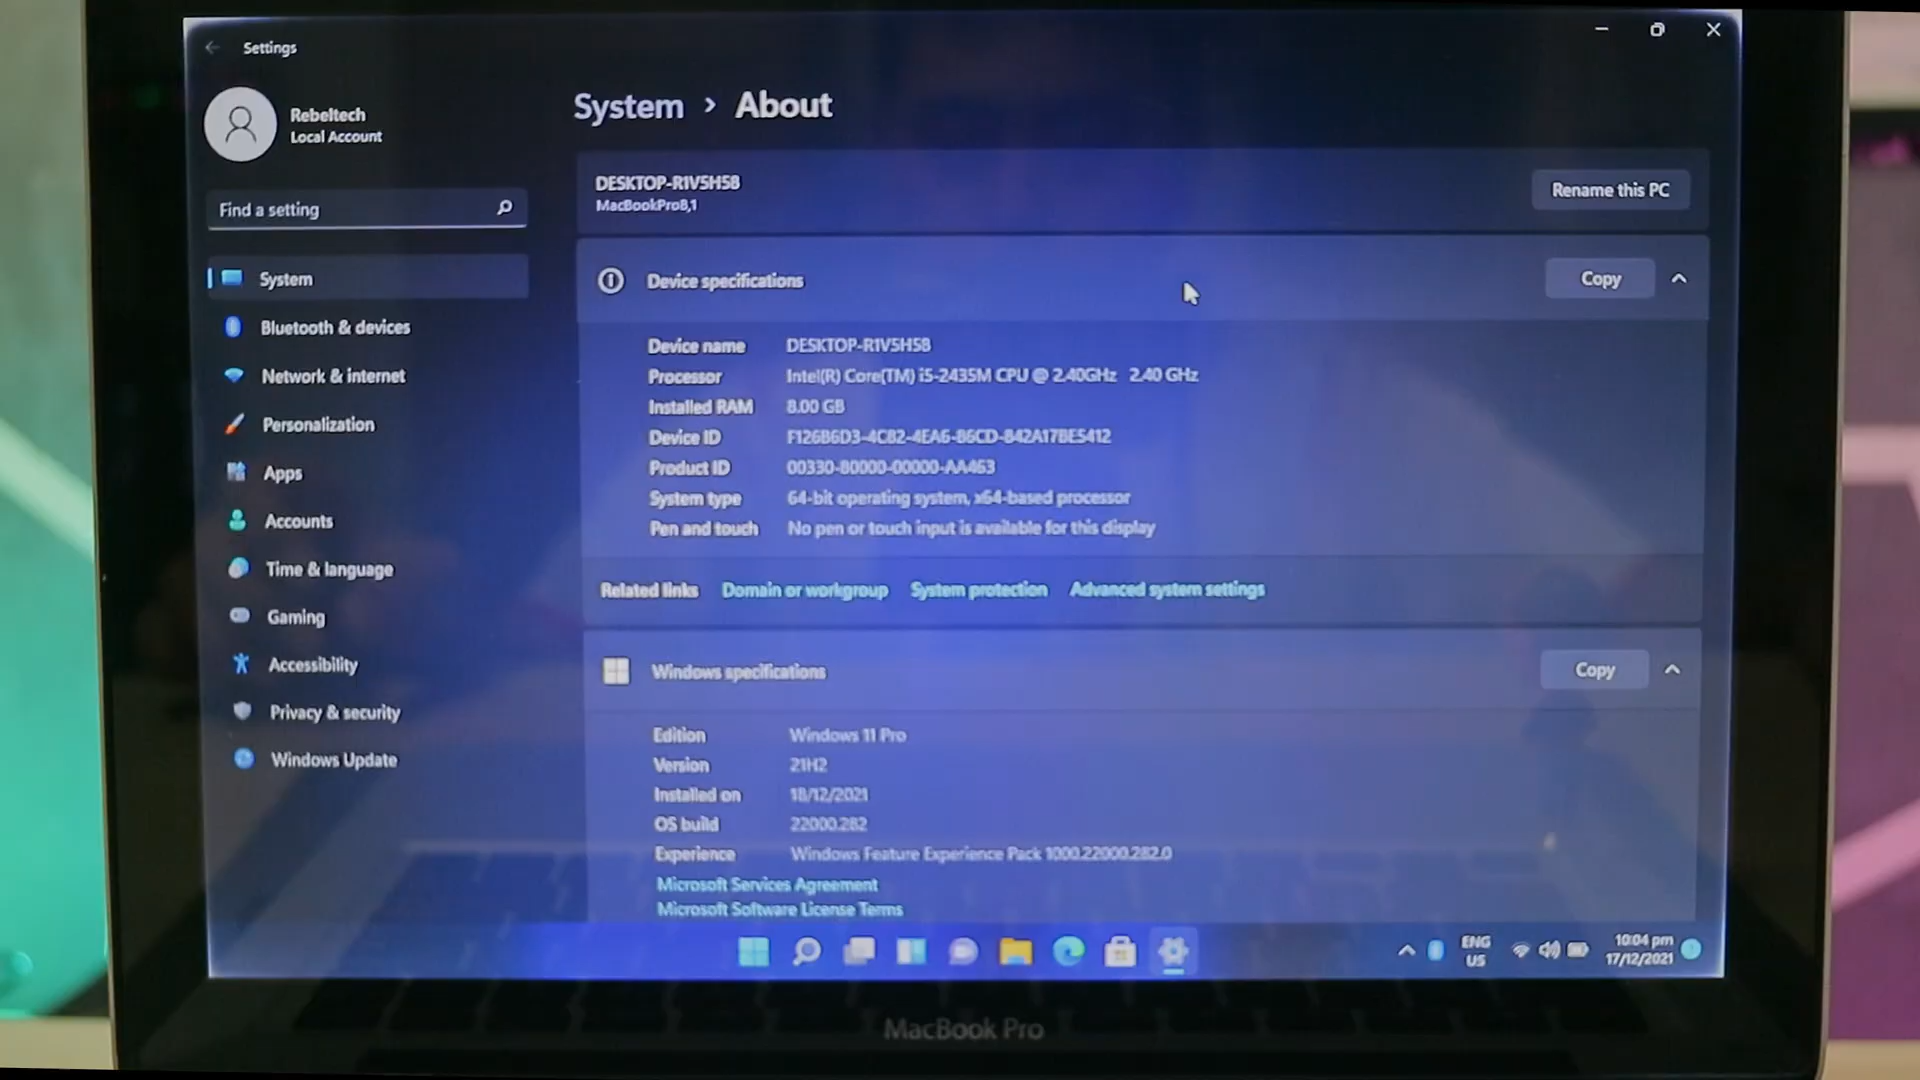 Settings
Rebeltech
Local Account
Find a setting
System
Bluetooth & devices
Network & internet
Personalization
Apps
Accounts
Time & language
Gaming
Accessibility
Privacy & security
Windows Update
System > About
DESKTOP-R1V5H58
MacBookPro8,1
Rename this PC
Device specifications
Copy
Device name DESKTOP-R1V5H58
Processor Intel(R) Core(TM) i5-2435M CPU @ 2.40GHz 2.40 GHz
Installed RAM 8.00 GB
Device ID F126B6D3-4CB2-4EA6-86CD-842A17BE5412
Product ID 00330-80000-00000-AA463
System type 64-bit operating system, x64-based processor
Pen and touch No pen or touch input is available for this display
Related links Domain or workgroup System protection Advanced system settings
Windows specifications
Copy
Edition Windows 11 Pro
Version 21H2
Installed on 18/12/2021
OS build 22000.282
Experience Windows Feature Experience Pack 1000.22000.282.0
Microsoft Services Agreement
Microsoft Software License Terms
ENG
US
10:04 pm
17/12/2021
MacBook Pro